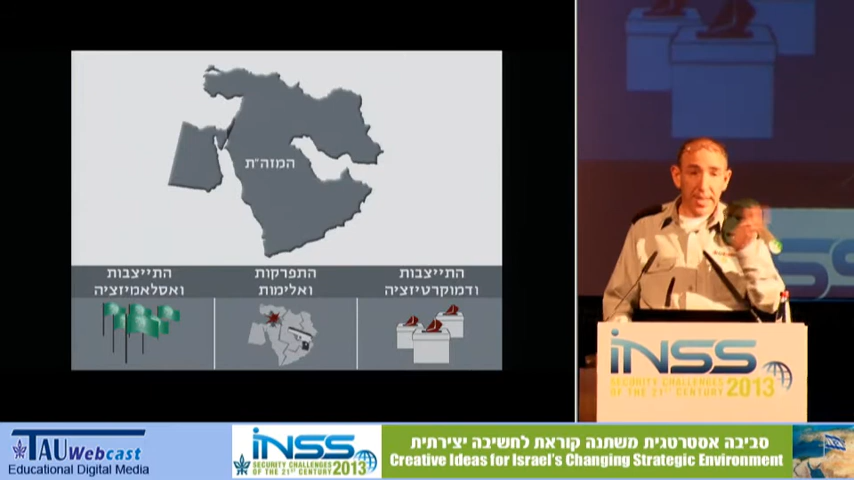 המזה"ת
התייצבות
ודמוקרטיזציה
התפרקות
ואלימות
התייצבות
ואסלאמיזציה
INSS
iNSS
SECURITY CHALLENGES
OF THE 21ST CENTURY 2013
TAU Webcast
Educational Digital Media
iNSS
SECURITY CHALLENGES
OF THE 21ST CENTURY 2013
סביבה אסטרטגית משתנה קוראת לחשיבה יצירתית
Creative Ideas for Israel's Changing Strategic Environment